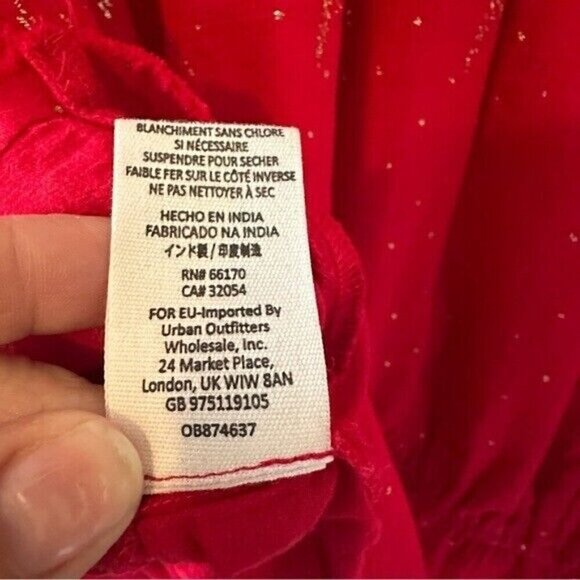 BLANCHIMENT SANS CHLORE
SI NÉCESSAIRE
SUSPENDRE POUR SECHER
FAIBLE FER SUR LE CÔTÉ INVERSE
NE PAS NETTOYER À SEC
HECHO EN INDIA
FABRICADO NA INDIA
インド製/印度制造
RN# 66170
CA# 32054
FOR EU-Imported By
Urban Outfitters
Wholesale, Inc.
24 Market Place,
London, UK WIW 8AN
GB 975119105
OB874637